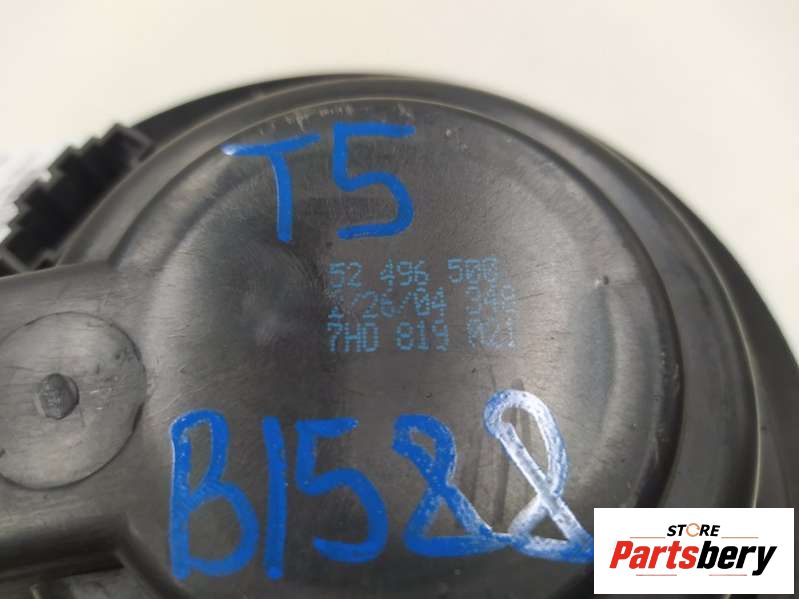 T5
52 496 500
2/26/04 348
7H0 819 021
B1588
STORE
Partsbery